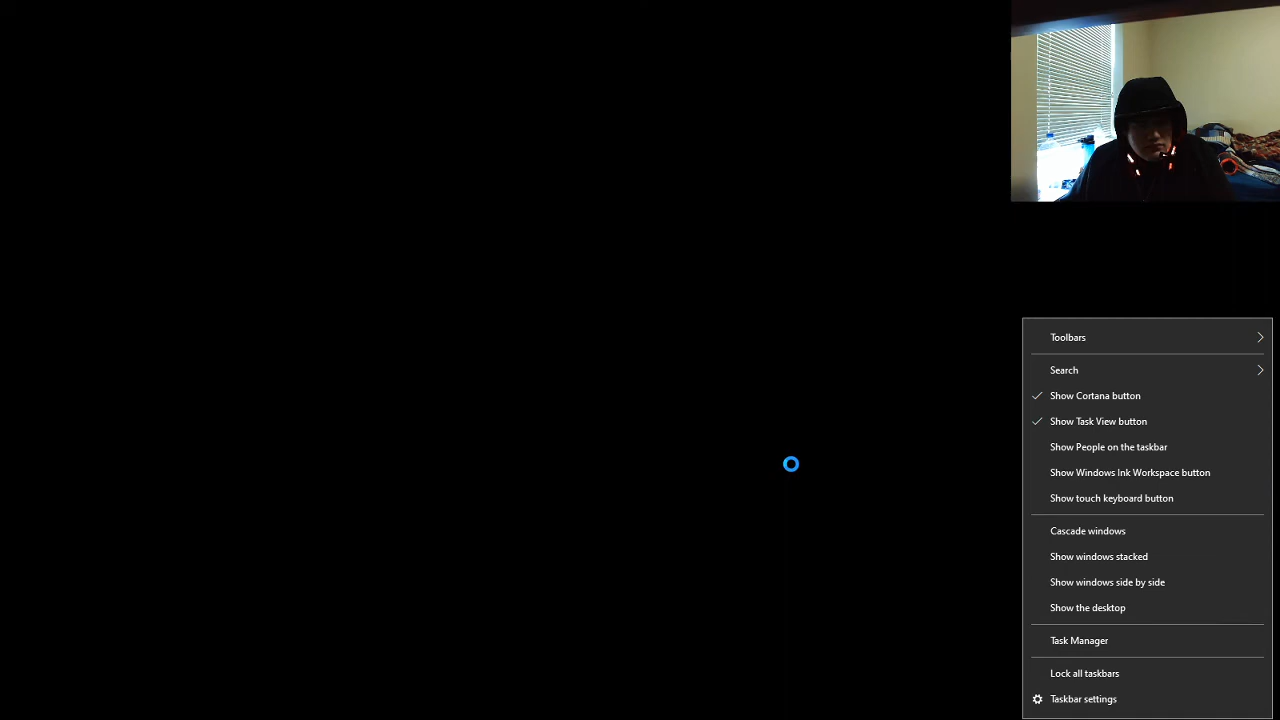 Toolbars
Search
Show Cortana button
Show Task View button
Show People on the taskbar
Show Windows Ink Workspace button
Show touch keyboard button
Cascade windows
Show windows stacked
Show windows side by side
Show the desktop
Task Manager
Lock all taskbars
Taskbar settings